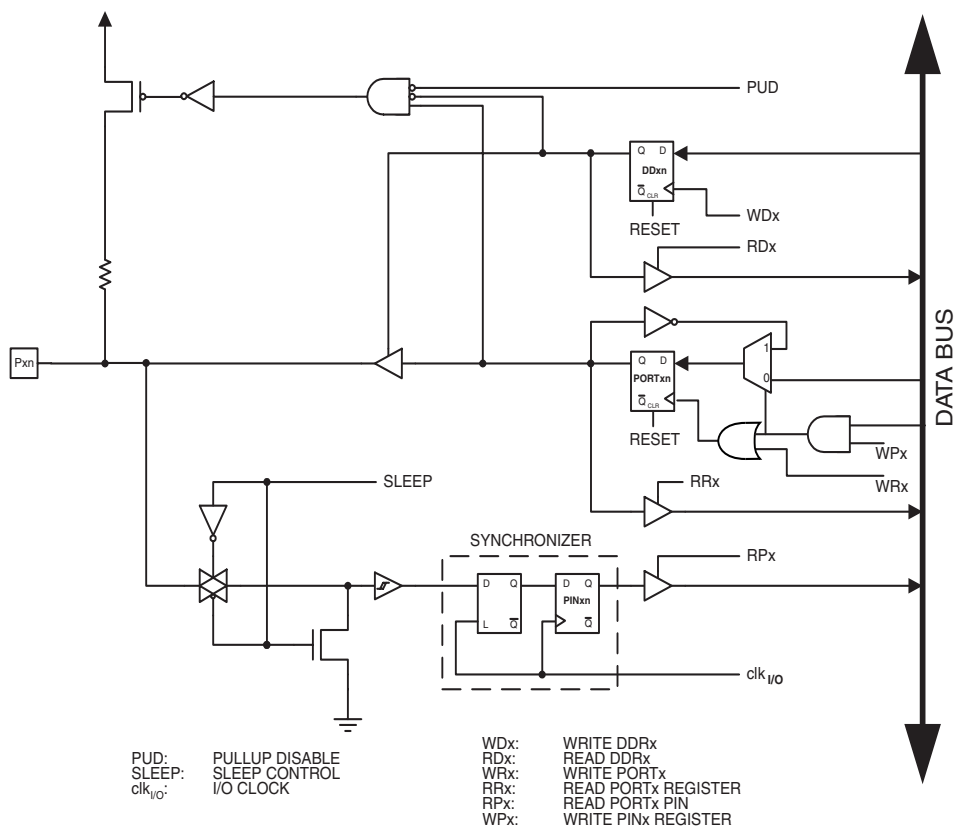 PUD
Q D
DDxn
Q CLR
WDx
RESET
RDx
DATA BUS
1
Pxn
Q D
0
PORTxn
Q CLR
RESET
WPx
WRx
SLEEP
RRx
SYNCHRONIZER
RPx
D Q
L Q
D Q
PINxn
Q
clk I/O
PUD: PULLUP DISABLE
SLEEP: SLEEP CONTROL
clkI/O: I/O CLOCK
WDx: WRITE DDRx
RDx: READ DDRx
WRx: WRITE PORTx
RRx: READ PORTx REGISTER
RPx: READ PORTx PIN
WPx: WRITE PINx REGISTER